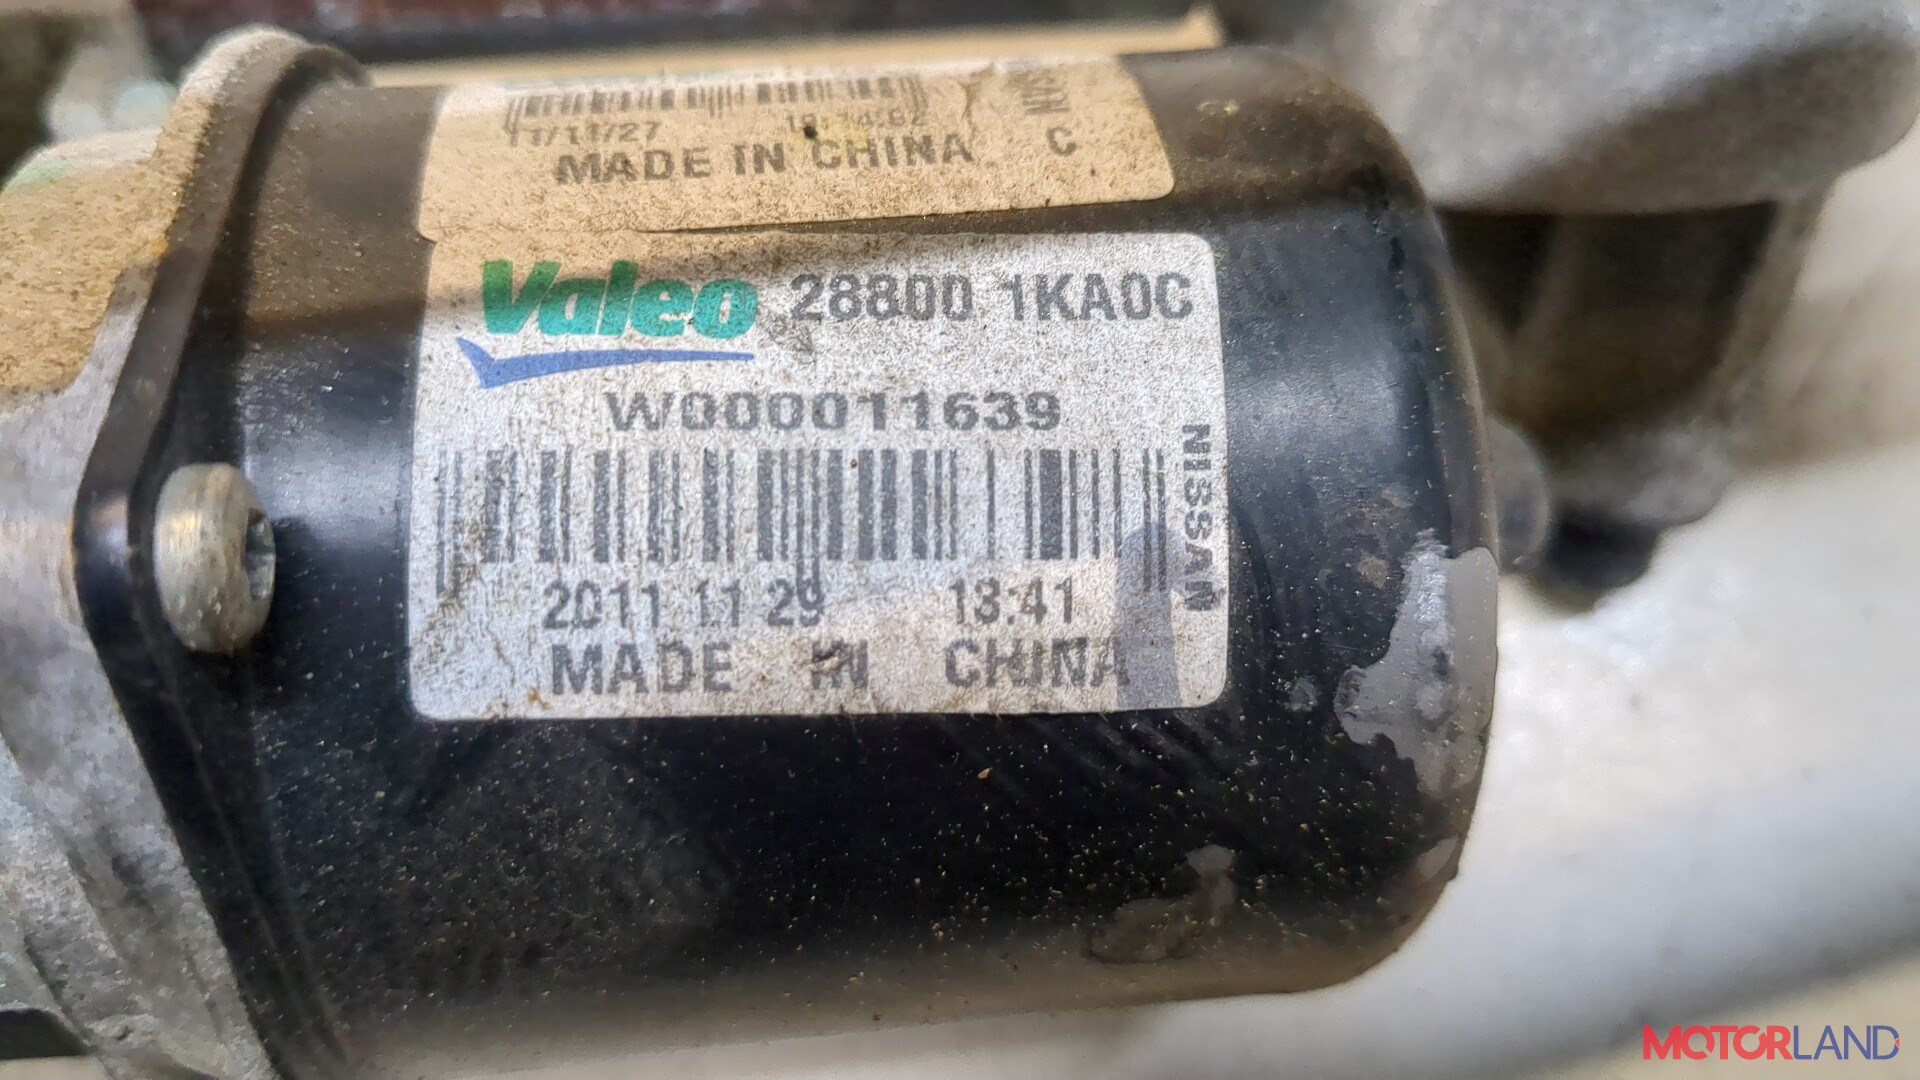 MADE IN CHINA C
Valeo 28800 1KA0C
W000011639
NISSAN
2011 11 29 13:41
MADE IN CHINA
MOTORLAND